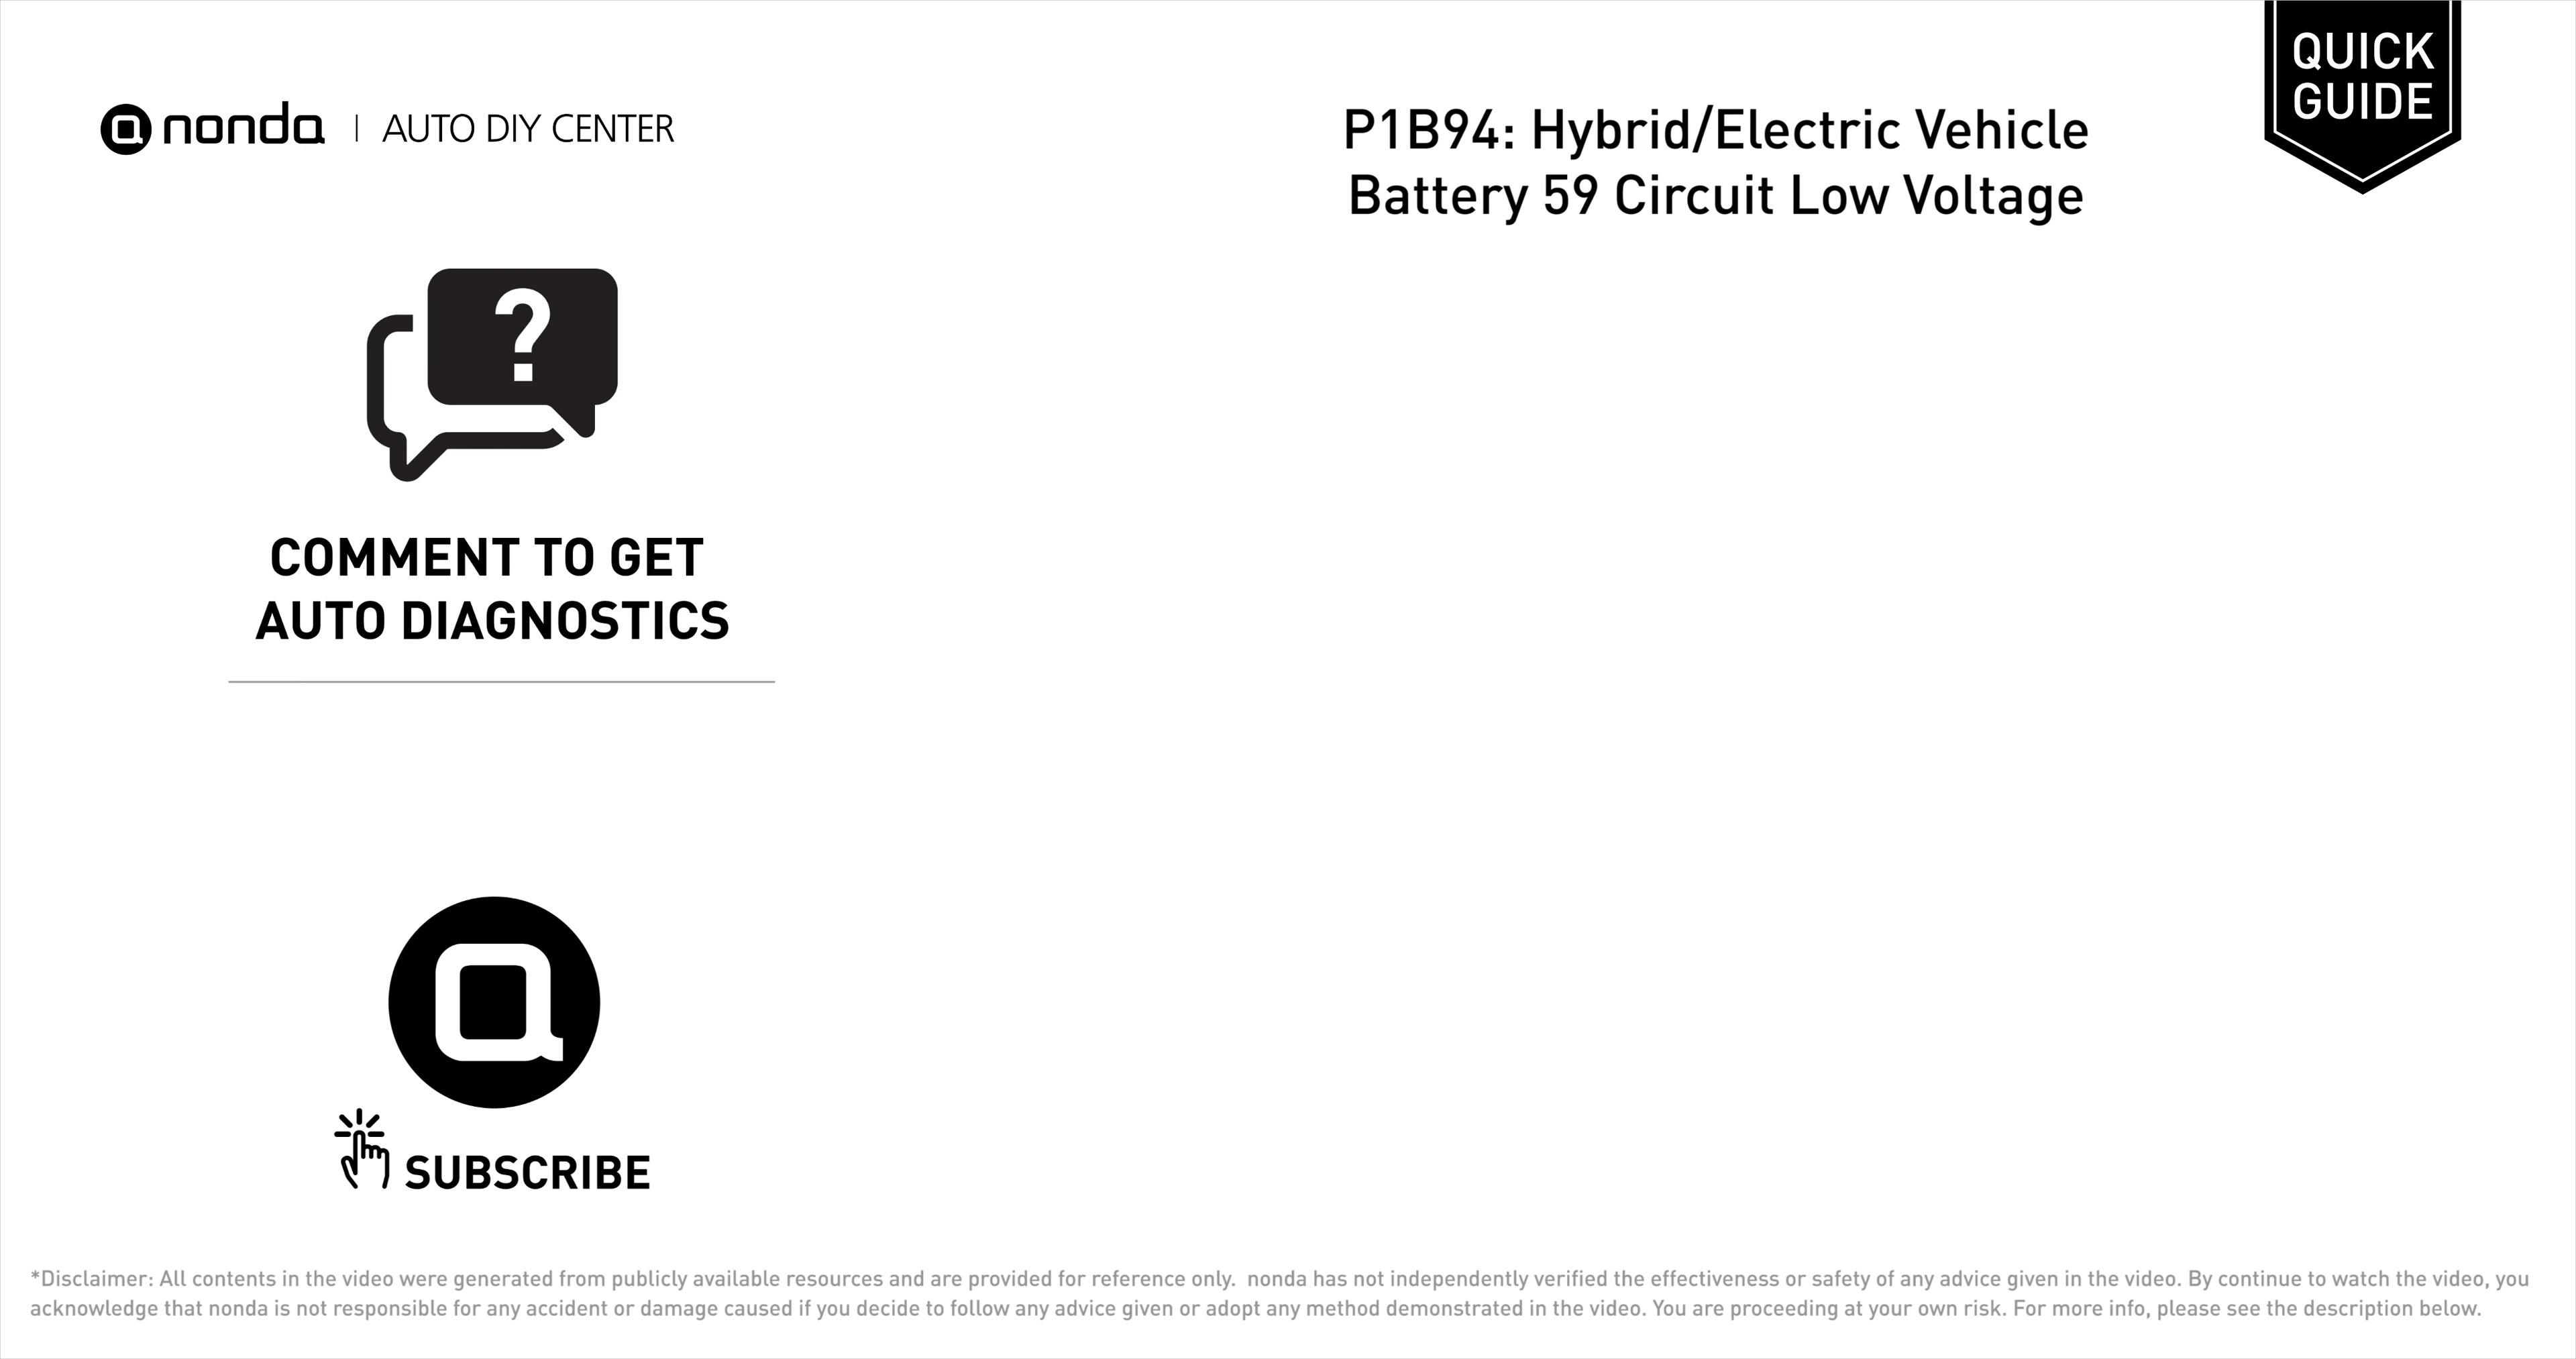 nonda | AUTO DIY CENTER
P1B94: Hybrid/Electric Vehicle
Battery 59 Circuit Low Voltage
QUICK
GUIDE
?
COMMENT TO GET
AUTO DIAGNOSTICS
SUBSCRIBE
*Disclaimer: All contents in the video were generated from publicly available resources and are provided for reference only. nonda has not independently verified the effectiveness or safety of any advice given in the video. By continue to watch the video, you
acknowledge that nonda is not responsible for any accident or damage caused if you decide to follow any advice given or adopt any method demonstrated in the video. You are proceeding at your own risk. For more info, please see the description below.